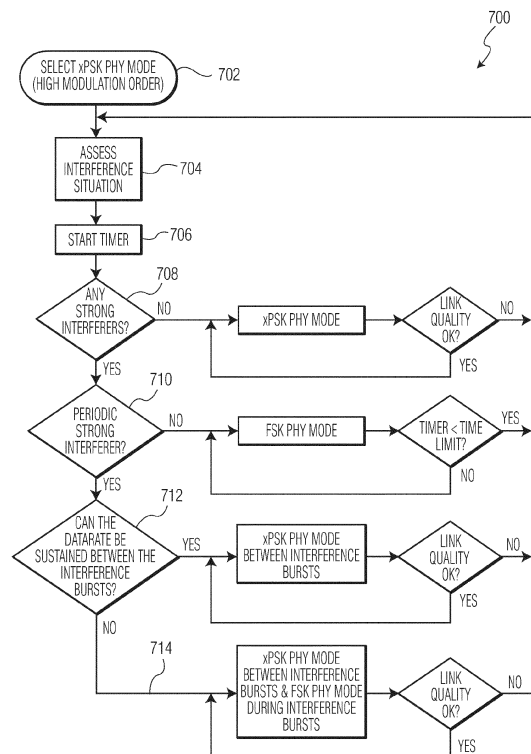 700
SELECT xPSK PHY MODE
(HIGH MODULATION ORDER)
702
ASSESS
INTERFERENCE
SITUATION
704
START TIMER
706
708
ANY
STRONG
INTERFERERS?
NO
YES
xPSK PHY MODE
LINK
QUALITY
OK?
NO
YES
710
PERIODIC
STRONG
INTERFERER?
NO
YES
FSK PHY MODE
TIMER < TIME
LIMIT?
YES
NO
712
CAN THE
DATARATE BE
SUSTAINED BETWEEN THE
INTERFERENCE
BURSTS?
YES
NO
xPSK PHY MODE
BETWEEN INTERFERENCE
BURSTS
LINK
QUALITY
OK?
NO
YES
714
xPSK PHY MODE
BETWEEN INTERFERENCE
BURSTS & FSK PHY MODE
DURING INTERFERENCE
BURSTS
LINK
QUALITY
OK?
NO
YES